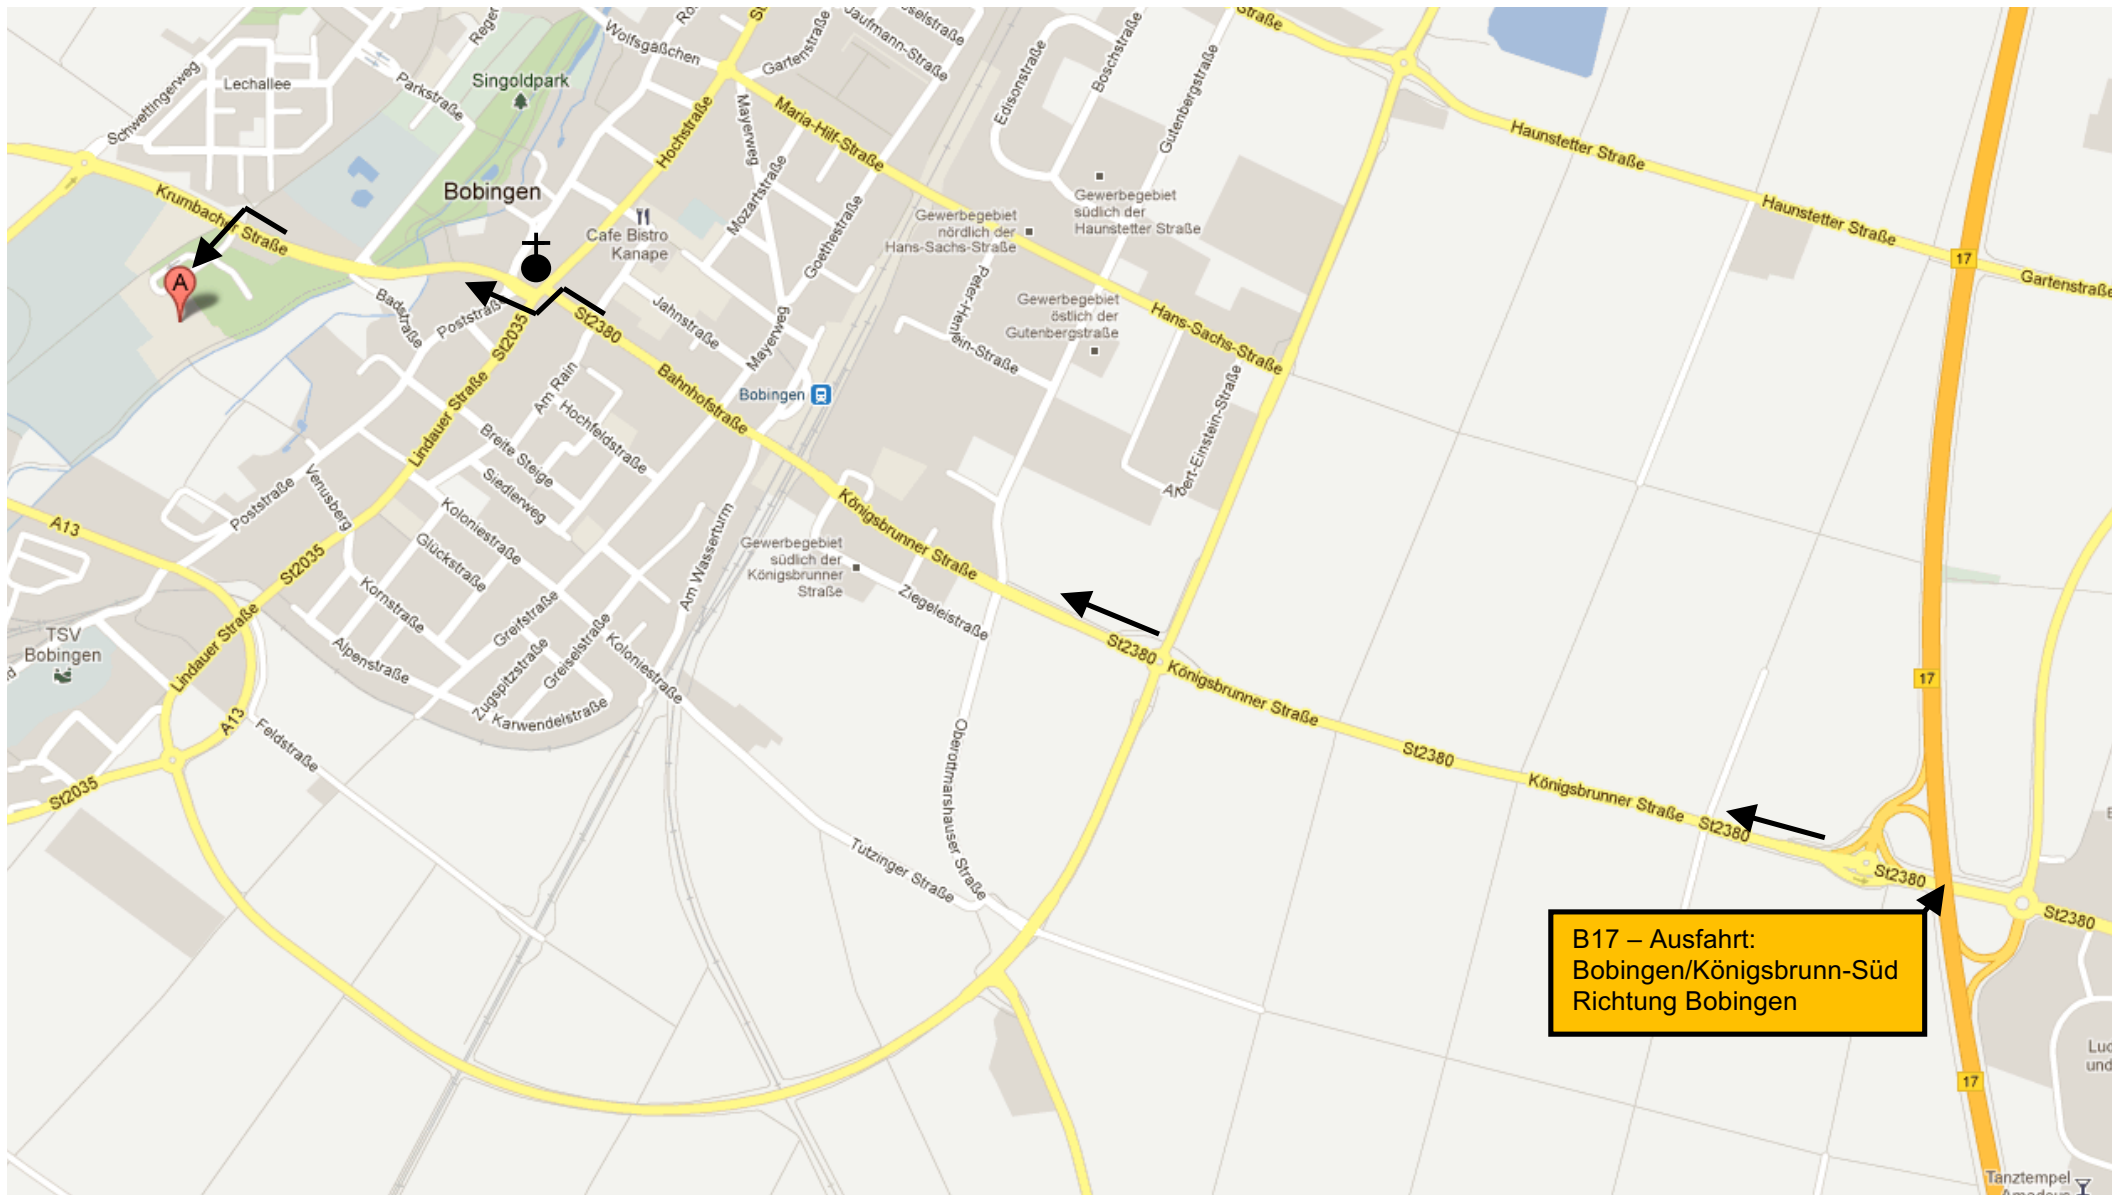 Straße
Wolfsgäßchen
Jaufmann-Straße
Gartenstraße
Lechallee
Schwettingerweg
Parkstraße
Singoldpark
Edisonstraße
Boschstraße
Gutenbergstraße
Hochstraße
Mayerweg
Maria-Hilf-Straße
Haunstetter Straße
Haunstetter Straße
17
Gartenstraße
Bobingen
Krumbacher Straße
Mozartstraße
Goethestraße
Cafe Bistro
Kanape
Gewerbegebiet
nördlich der
Hans-Sachs-Straße
Gewerbegebiet
südlich der
Haunstetter Straße
A
Badstraße
Poststraß
St2035
St2380
Jahnstraße
Mayerweg
Peter-Henlein-Straße
Gewerbegebiet
östlich der
Gutenbergstraße
Hans-Sachs-Straße
Albert-Einstein-Straße
Bobingen
Bahnhofstraße
Lindauer Straße
Am Rain
Hochfeldstraße
Breite Steige
Siedlerweg
Venusberg
Poststraße
Koloniestraße
Glückstraße
Königsbrunner Straße
A13
St2035
Am Wasserturm
Gewerbegebiet
südlich der
Königsbrunner
Straße
Ziegeleistraße
Kornstraße
Greifstraße
Greiselstraße
Koloniestraße
Alpenstraße
Zugspitzstraße
Karwendelstraße
TSV
Bobingen
Lindauer Straße
A13
Feldstraße
St2035
St2380
Königsbrunner Straße
St2380
17
Königsbrunner Straße
St2380
St2380
St2380
Oberottmarshauser Straße
Tutzinger Straße
B17 – Ausfahrt:
Bobingen/Königsbrunn-Süd
Richtung Bobingen
17
Tanztempel